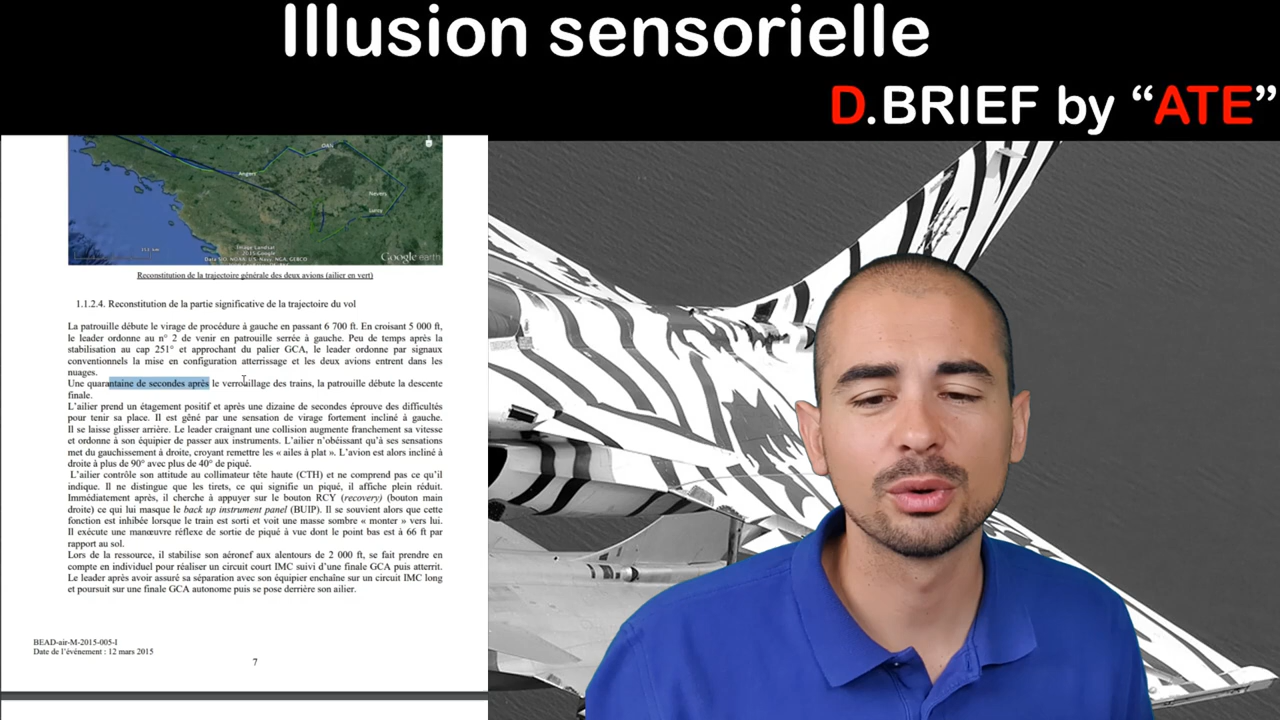 Illusion sensorielle
D.BRIEF by “ATE”
Angers
Nevers
Image Landsat
2015 Google
Data SIO, NOAA, U.S. Navy, NGA, GEBCO
Google earth
Reconstitution de la trajectoire générale des deux avions (ailier en vert)
1.1.2.4. Reconstitution de la partie significative de la trajectoire du vol
La patrouille débute le virage de procédure à gauche en passant 6 700 ft. En croisant 5 000 ft,
le leader ordonne au n° 2 de venir en patrouille serrée à gauche. Peu de temps après la
stabilisation au cap 251° et approchant du palier GCA, le leader ordonne par signaux
conventionnels la mise en configuration atterrissage et les deux avions entrent dans les
nuages.
Une quarantaine de secondes après le verrouillage des trains, la patrouille débute la descente
finale.
L’ailier prend un étagement positif et après une dizaine de secondes éprouve des difficultés
pour tenir sa place. Il est gêné par une sensation de virage fortement incliné à gauche.
Il se laisse glisser arrière. Le leader craignant une collision augmente franchement sa vitesse
et ordonne à son équipier de passer aux instruments. L’ailier n’obéissant qu’à ses sensations
met du gauchissement à droite, croyant remettre les « ailes à plat ». L’avion est alors incliné à
droite à plus de 90° avec plus de 40° de piqué.
L’ailier contrôle son attitude au collimateur tête haute (CTH) et ne comprend pas ce qu’il
indique. Il ne distingue que les tirets, ce qui signifie un piqué, il affiche plein réduit.
Immédiatement après, il cherche à appuyer sur le bouton RCY (recovery) (bouton main
droite) ce qui lui masque le back up instrument panel (BUIP). Il se souvient alors que cette
fonction est inhibée lorsque le train est sorti et voit une masse sombre « monter » vers lui.
Il exécute une manœuvre réflexe de sortie de piqué à vue dont le point bas est à 66 ft par
rapport au sol.
Lors de la ressource, il stabilise son aéronef aux alentours de 2 000 ft, se fait prendre en
compte en individuel pour réaliser un circuit court IMC suivi d’une finale GCA puis atterrit.
Le leader après avoir assuré sa séparation avec son équipier enchaîne sur un circuit IMC long
et poursuit sur une finale GCA autonome puis se pose derrière son ailier.
BEAD-air-M-2015-005-I
Date de l’événement : 12 mars 2015
7